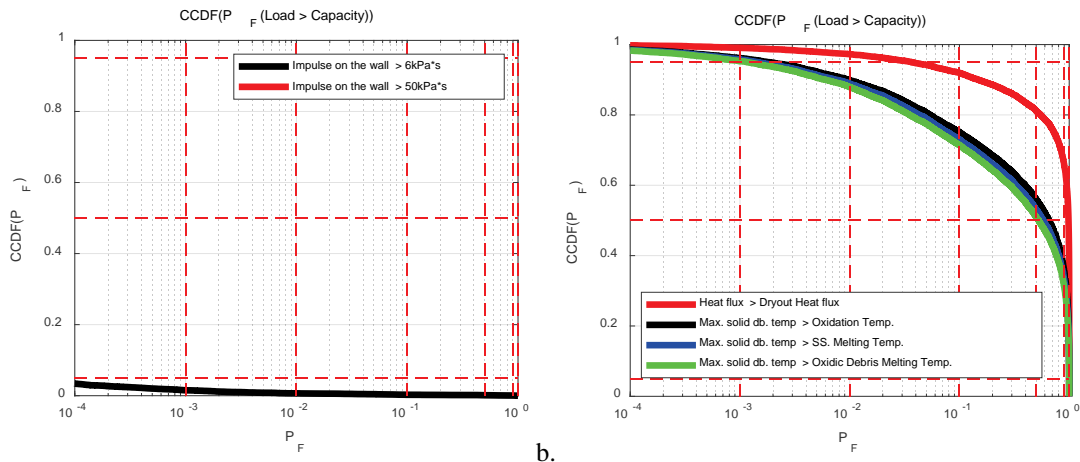 CCDF(P F (Load > Capacity))
1
0.8
0.6
0.4
0.2
0
CCDF(P F)
Impulse on the wall > 6kPa*s
Impulse on the wall > 50kPa*s
10^-4
10^-3
10^-2
10^-1
10^0
P F
b.
CCDF(P F (Load > Capacity))
1
0.8
0.6
0.4
0.2
0
CCDF(P F)
Heat flux > Dryout Heat flux
Max. solid db. temp > Oxidation Temp.
Max. solid db. temp > SS. Melting Temp.
Max. solid db. temp > Oxidic Debris Melting Temp.
10^-4
10^-3
10^-2
10^-1
10^0
P F